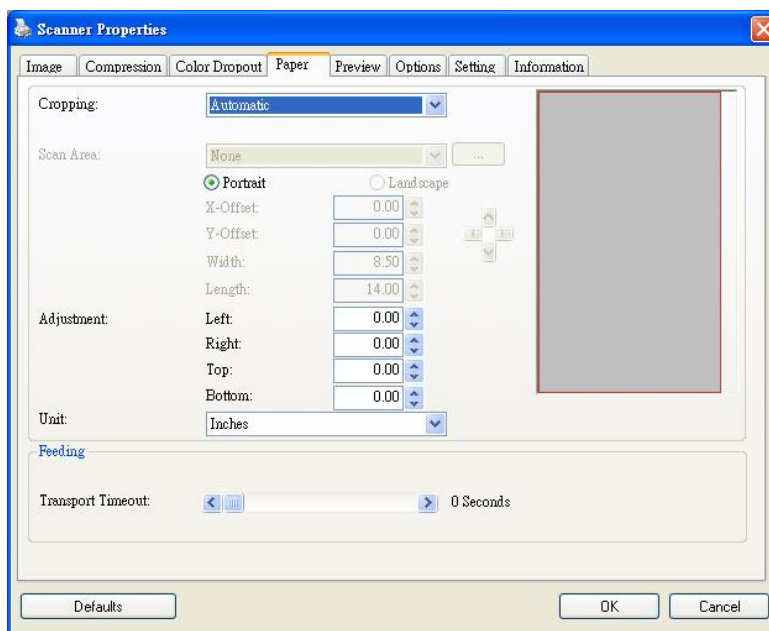 Scanner Properties
Image Compression Color Dropout Paper Preview Options Setting Information
Cropping: Automatic
Scan Area: None ...
Portrait Landscape
X-Offset: 0.00
Y-Offset: 0.00
Width: 8.50
Length: 14.00
Adjustment: Left: 0.00
Right: 0.00
Top: 0.00
Bottom: 0.00
Unit: Inches
Feeding
Transport Timeout: 0 Seconds
Defaults OK Cancel